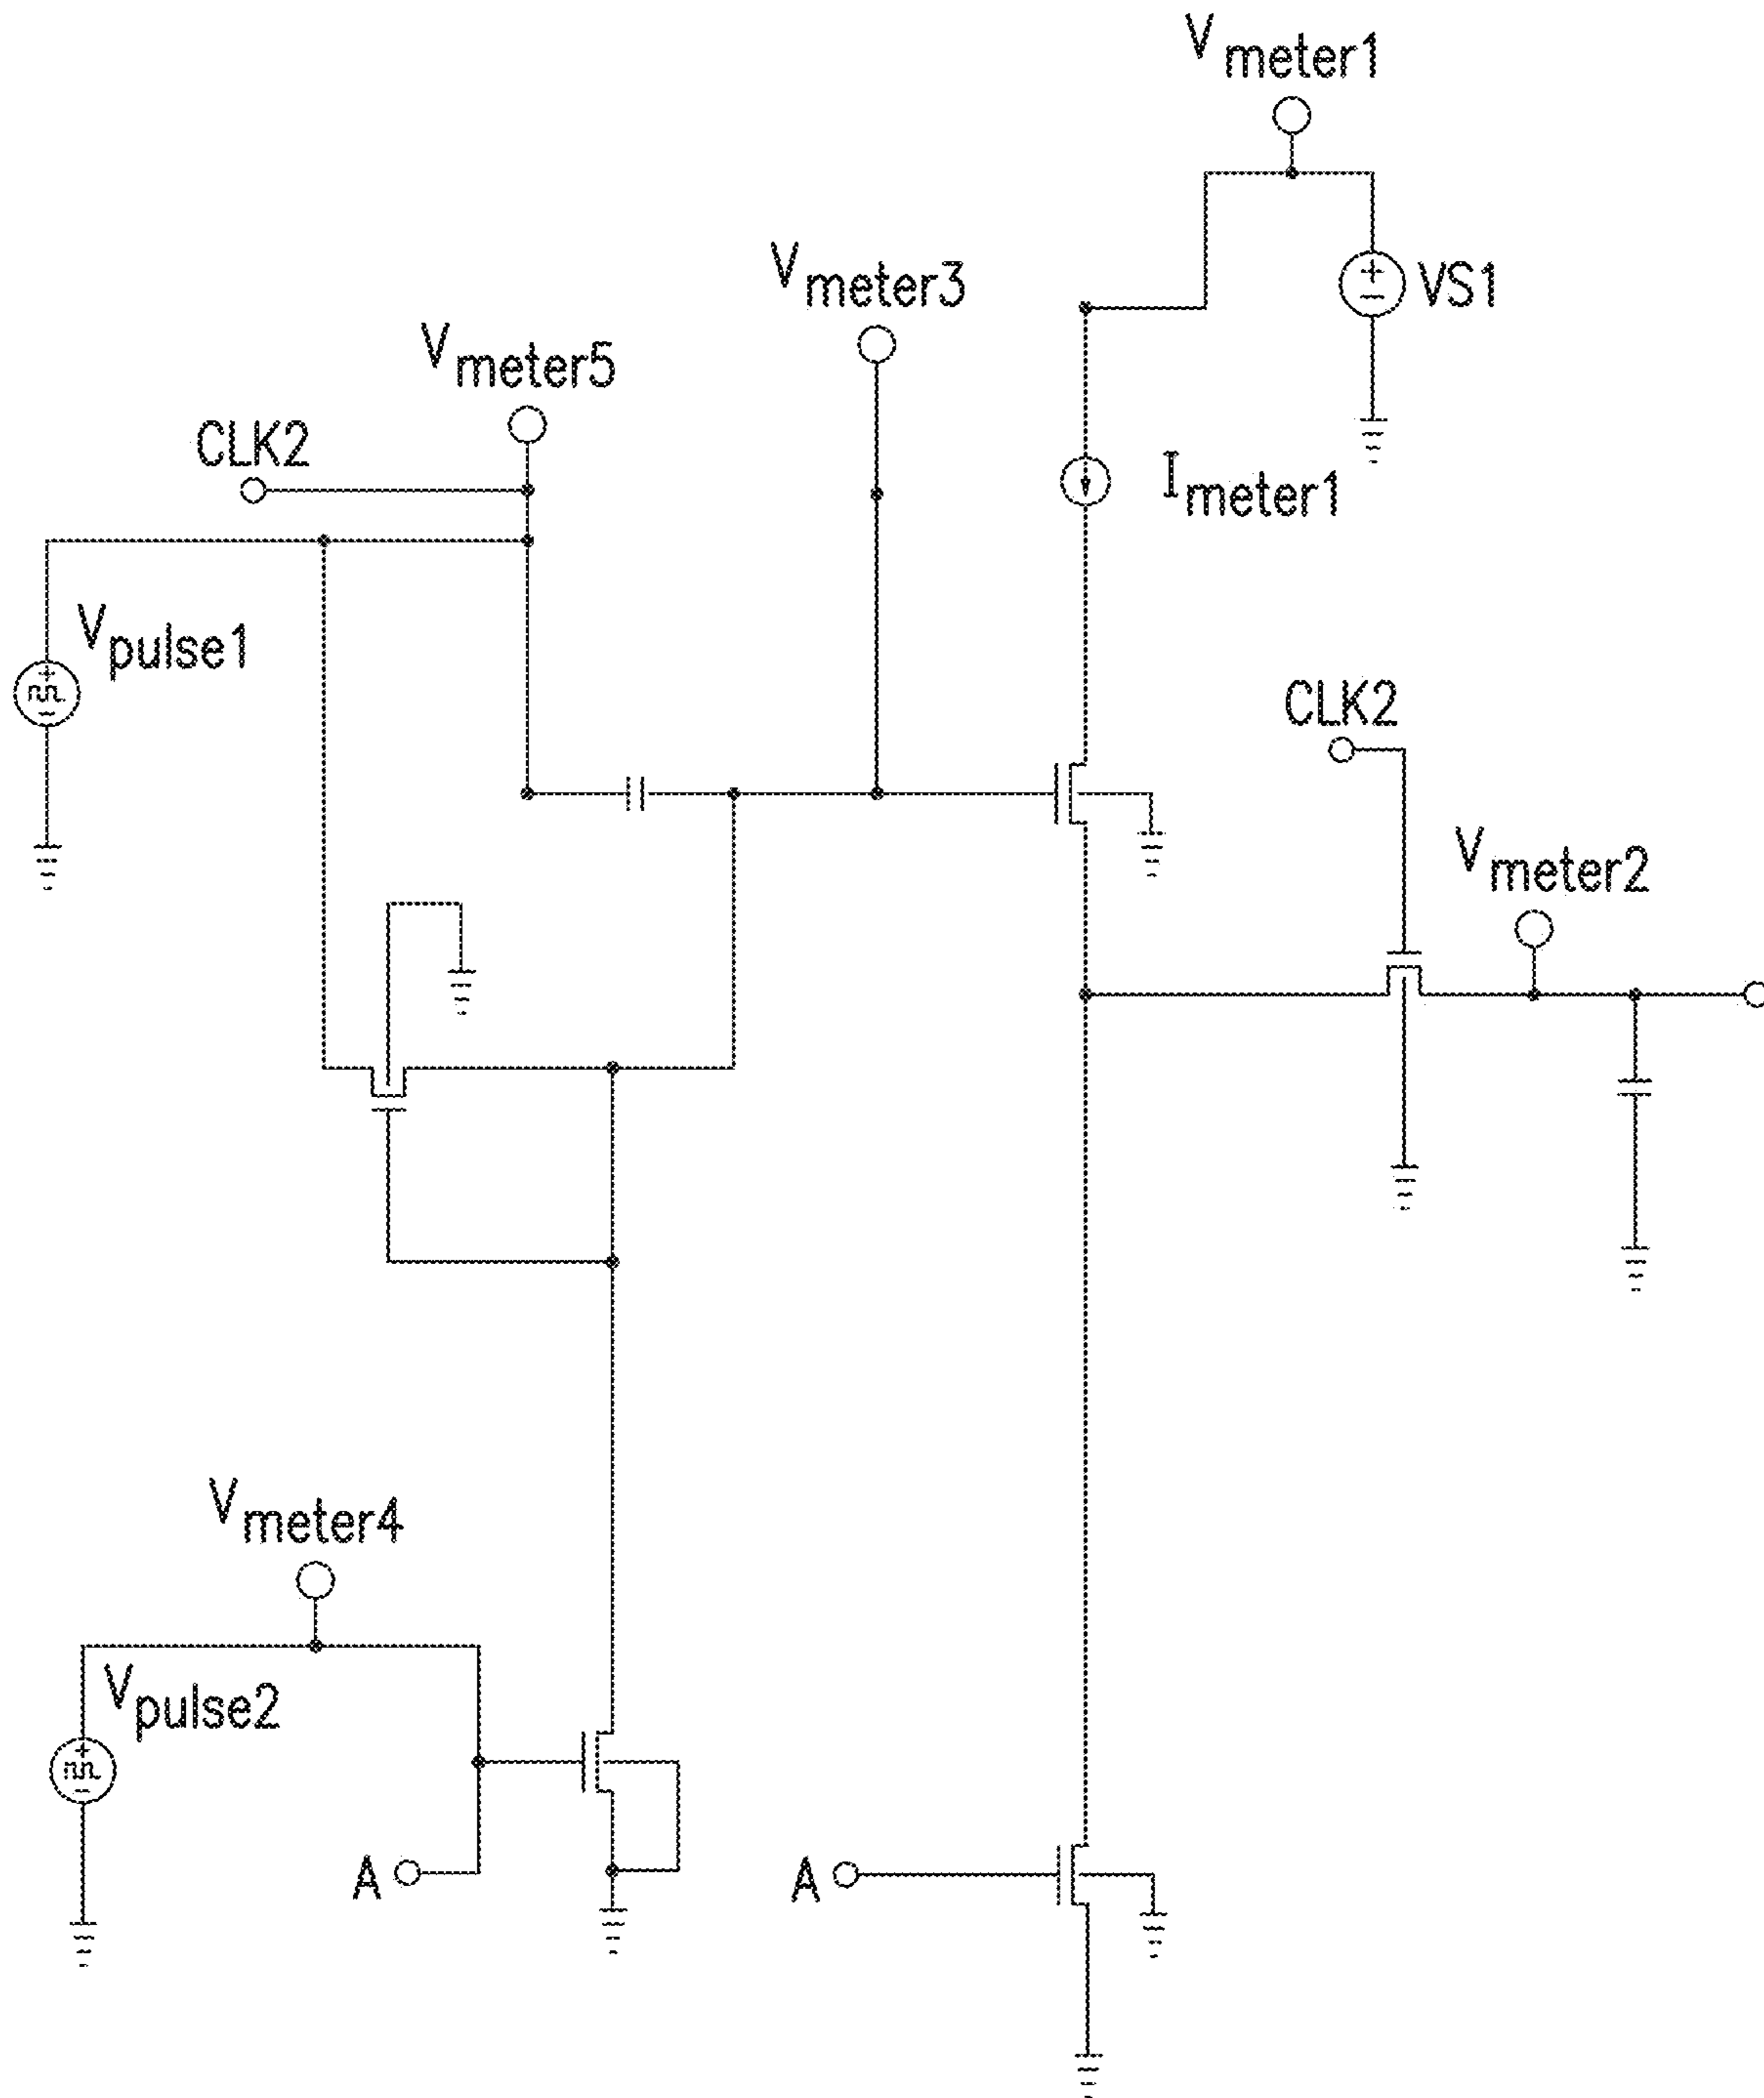 Vmeter1
VS1
Vmeter3
Vmeter5
CLK2
Imeter1
Vpulse1
CLK2
Vmeter2
Vmeter4
Vpulse2
A
A